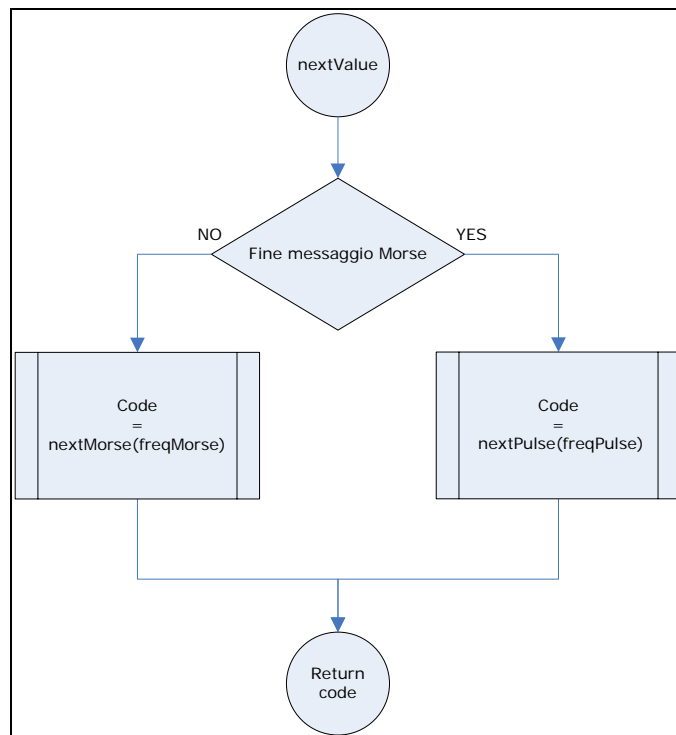 nextValue
NO
YES
Fine messaggio Morse
Code
=
nextMorse(freqMorse)
Code
=
nextPulse(freqPulse)
Return
code